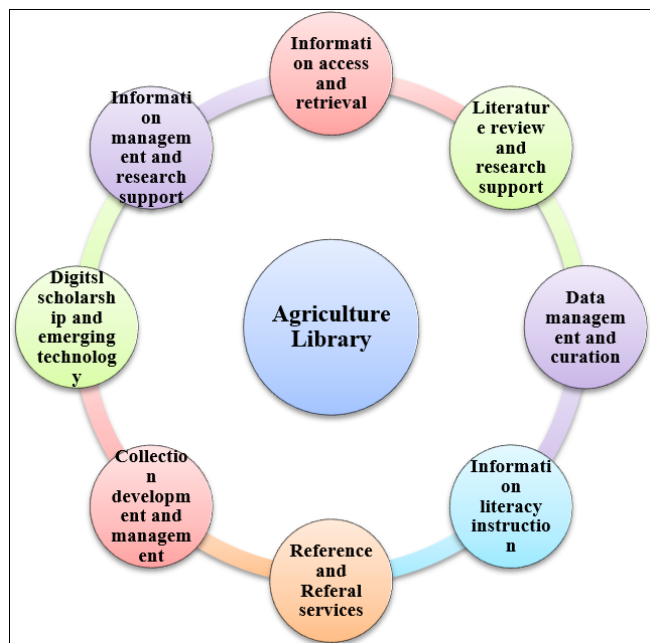 Informati
on access
and
retrieval
Literatur
e review
and
research
support
Data
managem
ent and
curation
Informati
on
literacy
instructio
n
Reference
and
Referal
services
Collectio
n
developm
ent and
manage
ment
Digitsl
scholarsh
ip and
emerging
technolog
y
Informati
on
managem
ent and
research
support
Agriculture
Library